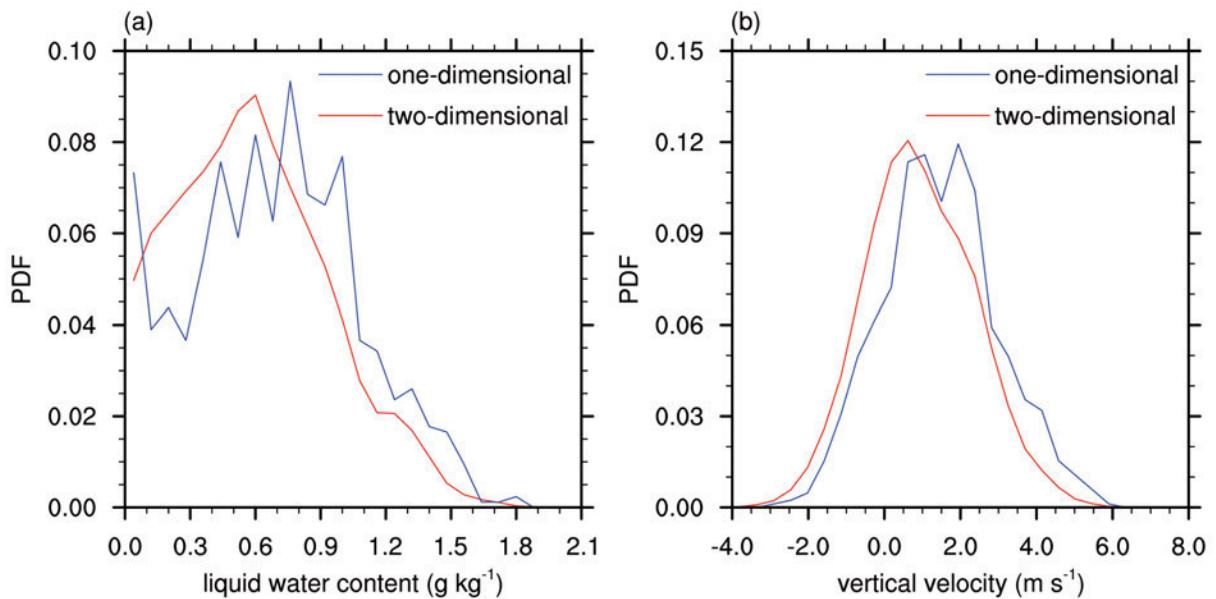 (a)
0.10
0.08
0.06
0.04
0.02
0.00
PDF
one-dimensional
two-dimensional
0.0 0.3 0.6 0.9 1.2 1.5 1.8 2.1
liquid water content (g kg⁻¹)
(b)
0.15
0.12
0.09
0.06
0.03
0.00
PDF
one-dimensional
two-dimensional
-4.0 -2.0 0.0 2.0 4.0 6.0 8.0
vertical velocity (m s⁻¹)